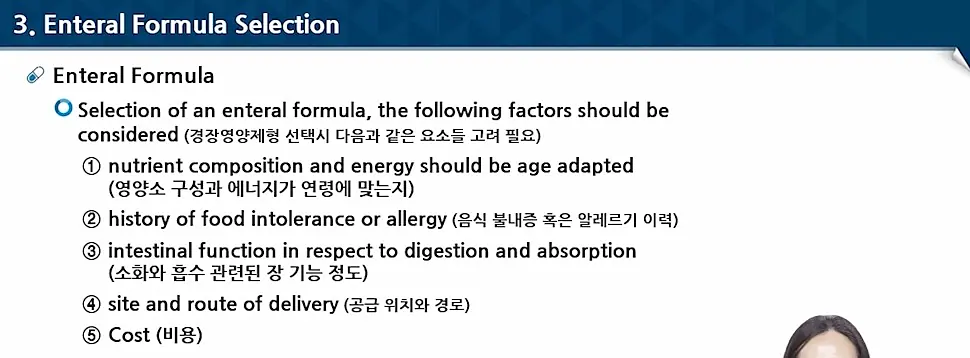 3. Enteral Formula Selection
Enteral Formula
Selection of an enteral formula, the following factors should be
considered (경장영양제형 선택시 다음과 같은 요소들 고려 필요)
① nutrient composition and energy should be age adapted
(영양소 구성과 에너지가 연령에 맞는지)
② history of food intolerance or allergy (음식 불내증 혹은 알레르기 이력)
③ intestinal function in respect to digestion and absorption
(소화와 흡수 관련된 장 기능 정도)
④ site and route of delivery (공급 위치와 경로)
⑤ Cost (비용)